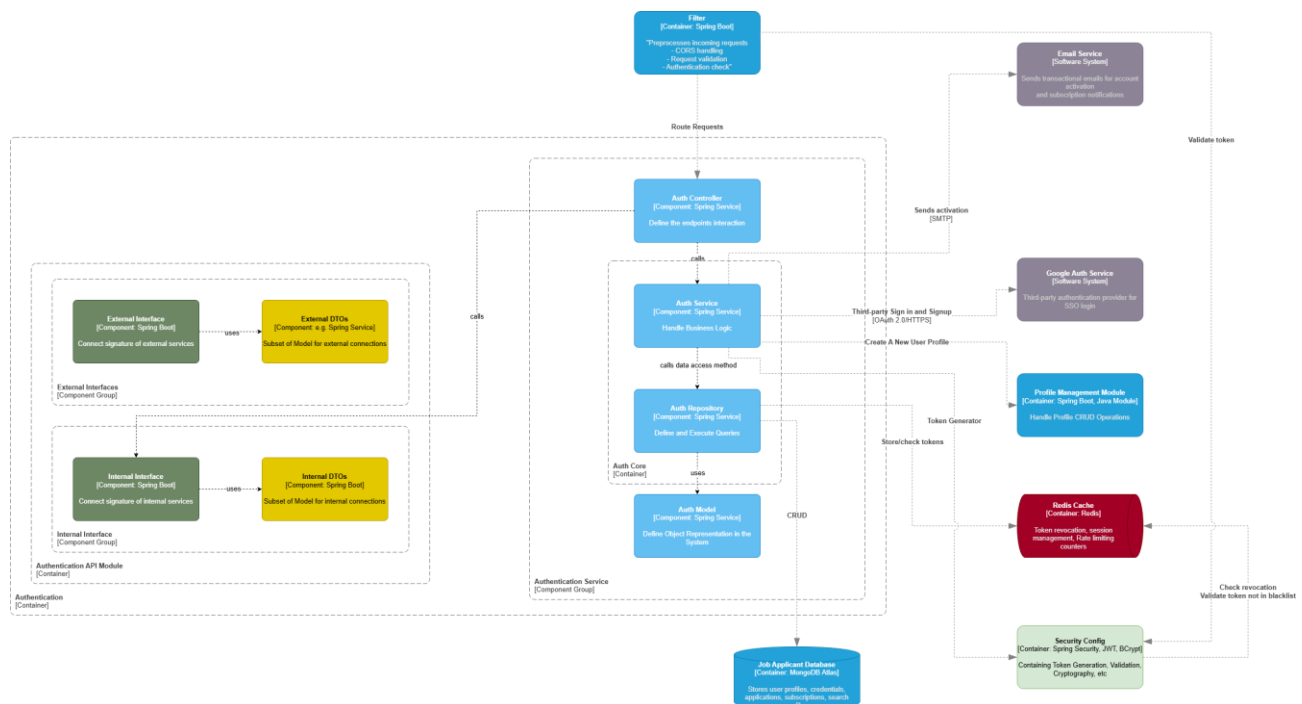 Filter
[Container: Spring Boot]
"Preprocesses incoming requests
- CORS handling
- Request validation
- Authentication check"
Email Service
[Software System]
Sends transactional emails for account
activation
and subscription notifications
Route Requests
Validate token
Auth Controller
[Component: Spring Service]
Define the endpoints interaction
Sends activation
[SMTP]
calls
Google Auth Service
[Software System]
Third-party authentication provider for
SSO login
Auth Service
[Component: Spring Service]
Handle Business Logic
Third-party Sign in and Signup
[OAuth 2.0/HTTPS]
External Interface
[Component: Spring Boot]
Connect signature of external services
uses
External DTOs
[Component: e.g. Spring Service]
Subset of Model for external connections
calls
Create A New User Profile
calls data access method
External Interfaces
[Component Group]
Profile Management Module
[Container: Spring Boot, Java Module]
Handle Profile CRUD Operations
Auth Repository
[Component: Spring Service]
Define and Execute Queries
Token Generator
Store/check tokens
Auth Core
[Container]
uses
Internal Interface
[Component: Spring Boot]
Connect signature of internal services
uses
Internal DTOs
[Component: Spring Boot]
Subset of Model for internal connections
Auth Model
[Component: Spring Service]
Define Object Representation in the
System
CRUD
Redis Cache
[Container: Redis]
Token revocation, session
management, Rate limiting
counters
Internal Interface
[Component Group]
Authentication API Module
[Container]
Authentication Service
[Component Group]
Authentication
[Container]
Check revocation
Validate token not in blacklist
Security Config
[Container: Spring Security, JWT, BCrypt]
Containing Token Generation, Validation,
Cryptography, etc
Job Applicant Database
[Container: MongoDB Atlas]
Stores user profiles, credentials,
applications, subscriptions, search